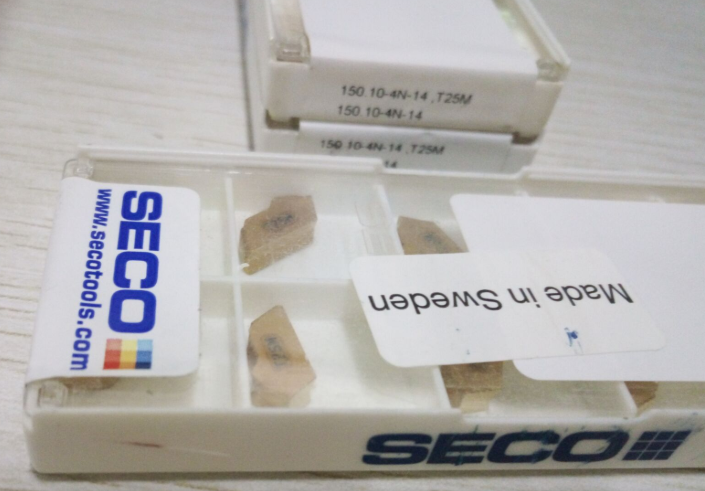 150.10-4N-14 ,T25M
150.10-4N-14
150.10-4N-14 ,T25M
14
SECO
www.secotools.com
Made in Sweden
SECO